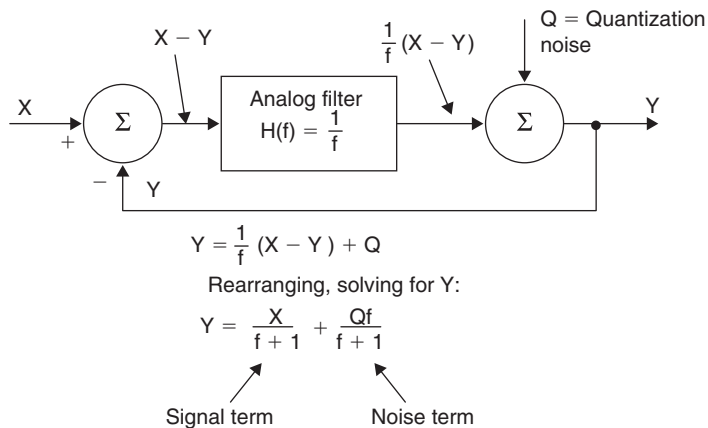 Q = Quantization
noise
X – Y
1/f (X – Y)
X
+
Σ
Analog filter
H(f) = 1/f
Σ
Y
–
Y
Y = 1/f (X – Y ) + Q
Rearranging, solving for Y:
Y = X/f + 1 + Qf/f + 1
Signal term
Noise term